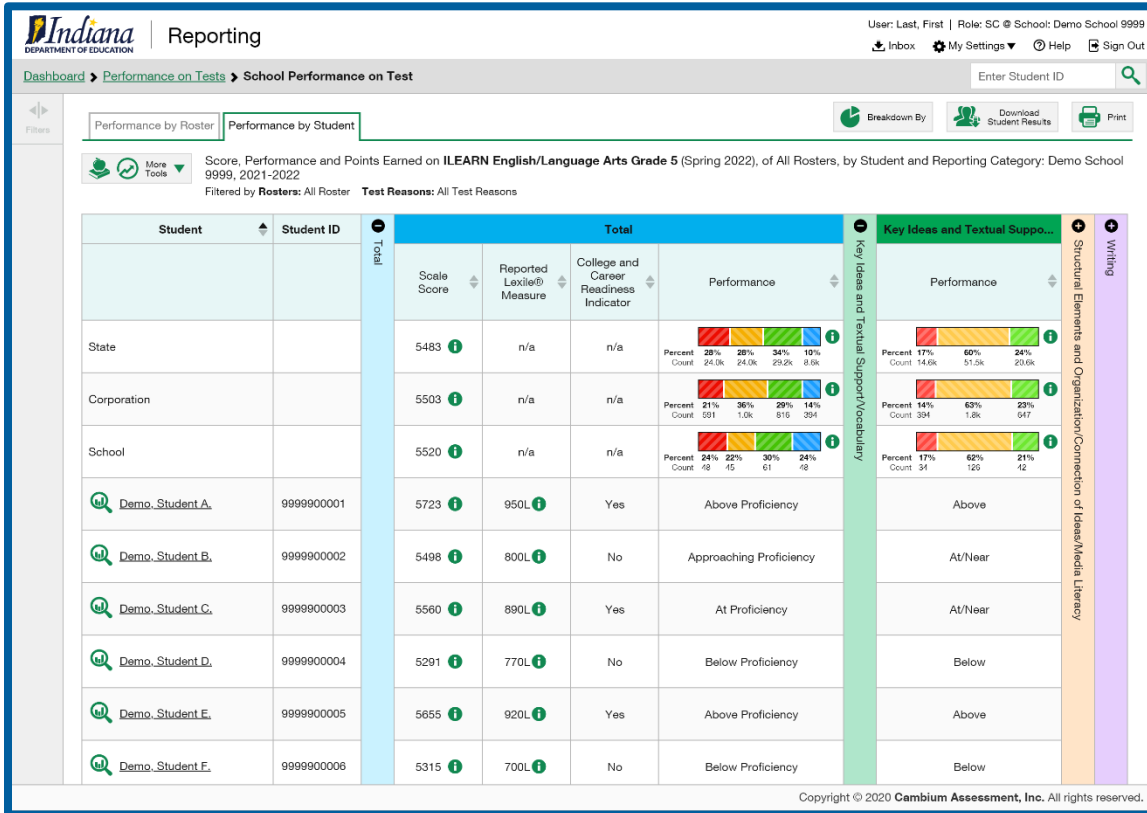 Indiana
DEPARTMENT OF EDUCATION
Reporting
User: Last, First | Role: SC @ School: Demo School 9999
Inbox My Settings Help Sign Out
Dashboard Performance on Tests School Performance on Test
Enter Student ID
Filters
Performance by Roster Performance by Student
Breakdown By
Download
Student Results
Print
More
Tools
Score, Performance and Points Earned on ILEARN English/Language Arts Grade 5 (Spring 2022), of All Rosters, by Student and Reporting Category: Demo School
9999, 2021-2022
Filtered by Rosters: All Roster Test Reasons: All Test Reasons
Student Student ID Total Key Ideas and Textual Suppo...
Total
Key Ideas and Textual Support/Vocabulary
Structural Elements and Organization/Connection of Ideas/Media Literacy
Writing
Scale
Score
Reported
Lexile®
Measure
College and
Career
Readiness
Indicator
Performance
Performance
State 5483 n/a n/a
Percent 28% 28% 34% 10%
Count 24.0k 24.0k 29.2k 8.6k
Percent 17% 60% 24%
Count 14.6k 51.5k 20.6k
Corporation 5503 n/a n/a
Percent 21% 36% 29% 14%
Count 591 1.0k 816 394
Percent 14% 63% 23%
Count 394 1.8k 647
School 5520 n/a n/a
Percent 24% 22% 30% 24%
Count 48 45 61 48
Percent 17% 62% 21%
Count 34 126 42
Demo, Student A. 9999900001 5723 950L Yes Above Proficiency Above
Demo, Student B. 9999900002 5498 800L No Approaching Proficiency At/Near
Demo, Student C. 9999900003 5560 890L Yes At Proficiency At/Near
Demo, Student D. 9999900004 5291 770L No Below Proficiency Below
Demo, Student E. 9999900005 5655 920L Yes Above Proficiency Above
Demo, Student F. 9999900006 5315 700L No Below Proficiency Below
Copyright © 2020 Cambium Assessment, Inc. All rights reserved.